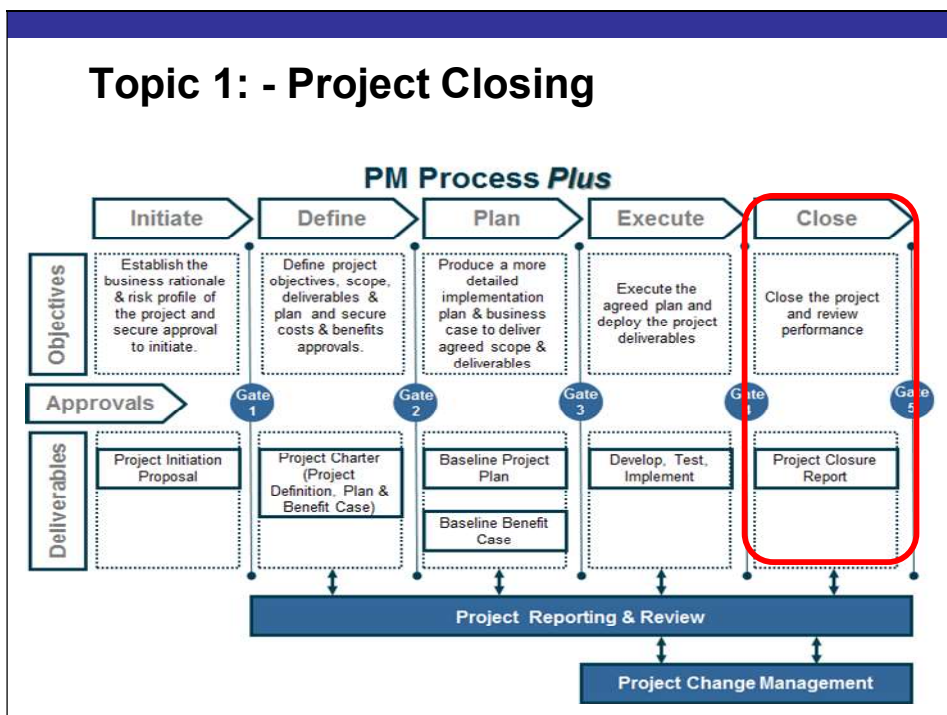 Topic 1: - Project Closing
PM Process Plus
Initiate
Define
Plan
Execute
Close
Objectives
Establish the
business rationale
& risk profile of
the project and
secure approval
to initiate.
Define project
objectives, scope,
deliverables &
plan and secure
costs & benefits
approvals.
Produce a more
detailed
implementation
plan & business
case to deliver
agreed scope &
deliverables
Execute the
agreed plan and
deploy the project
deliverables
Close the project
and review
performance
Approvals
Gate
1
Gate
2
Gate
3
Gate
4
Gate
5
Deliverables
Project Initiation
Proposal
Project Charter
(Project
Definition, Plan &
Benefit Case)
Baseline Project
Plan
Baseline Benefit
Case
Develop, Test,
Implement
Project Closure
Report
Project Reporting & Review
Project Change Management